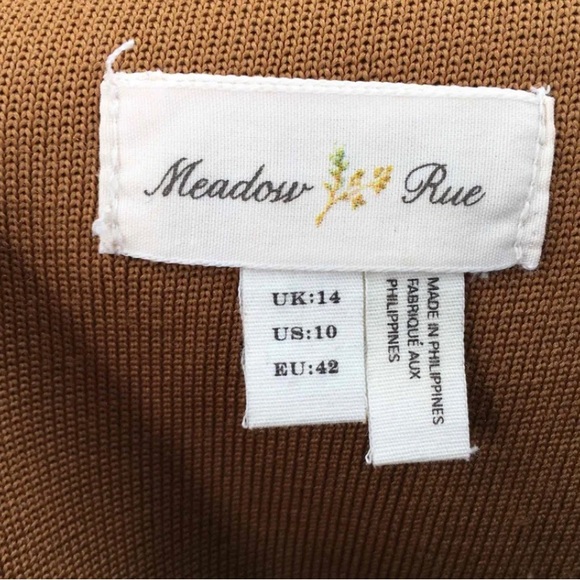 Meadow Rue
UK:14
US:10
EU:42
MADE IN PHILIPPINES
FABRIQUÉ AUX
PHILIPPINES